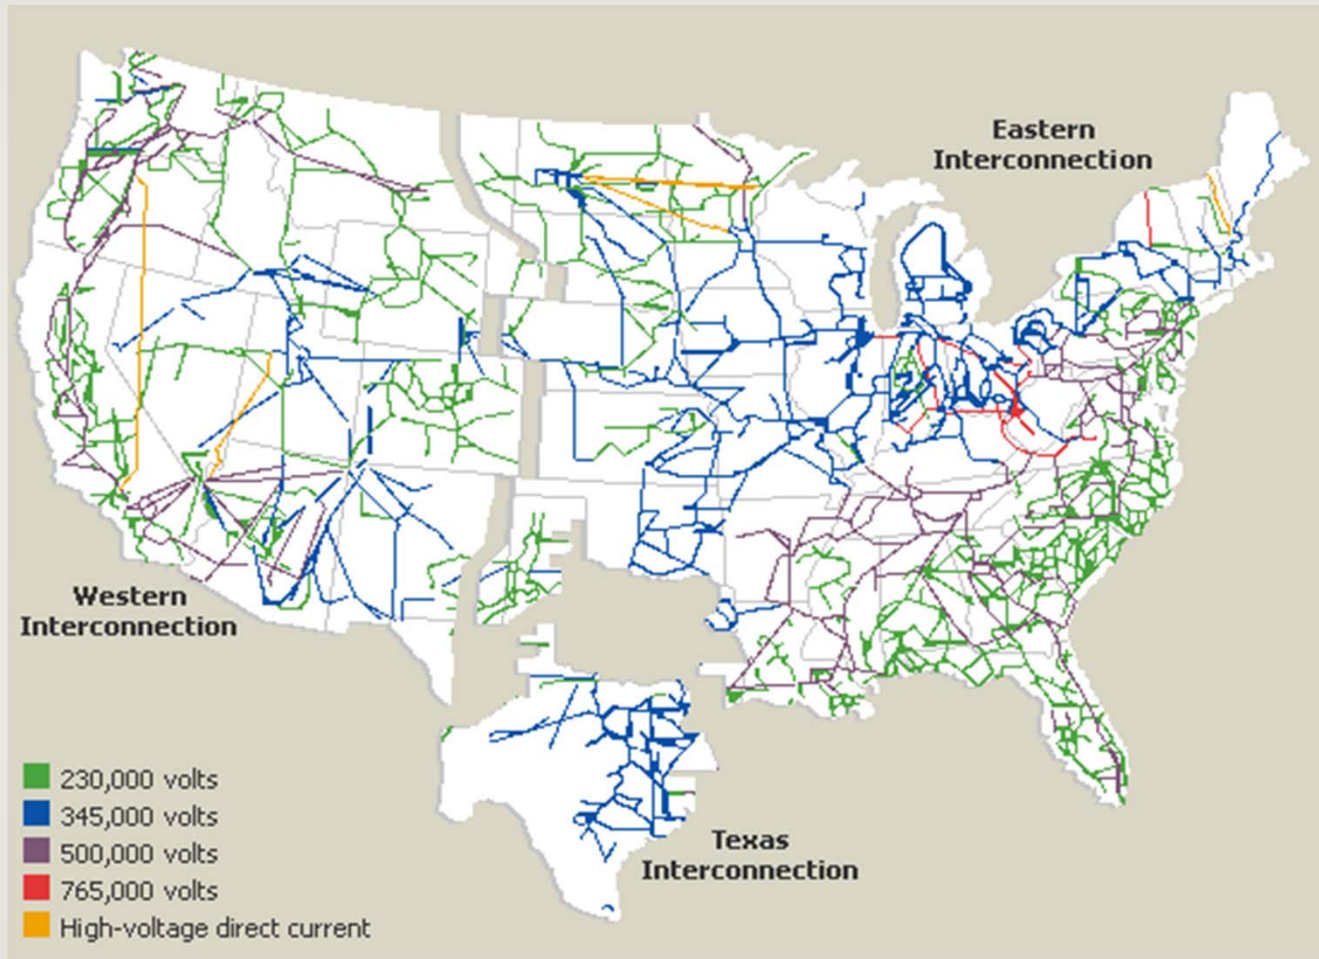 Eastern
Interconnection
Western
Interconnection
Texas
Interconnection
230,000 volts
345,000 volts
500,000 volts
765,000 volts
High-voltage direct current